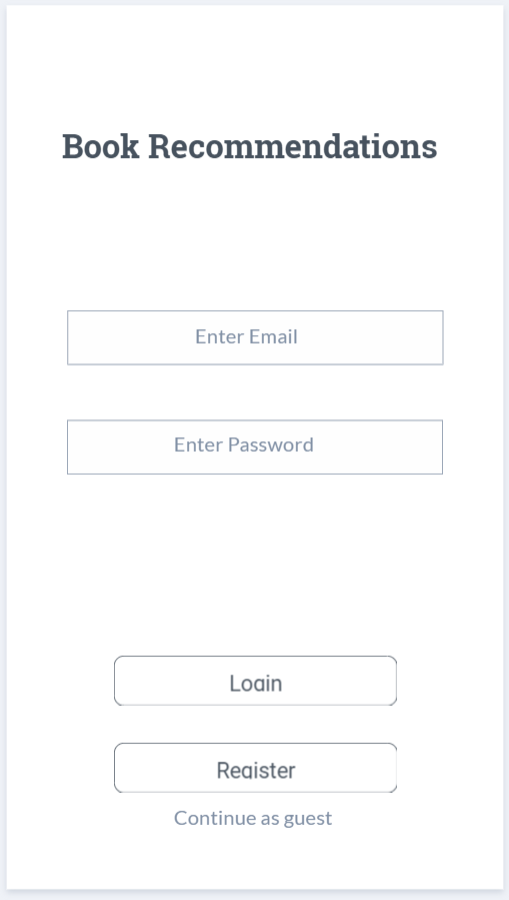 Book Recommendations
Enter Email
Enter Password
Login
Register
Continue as guest